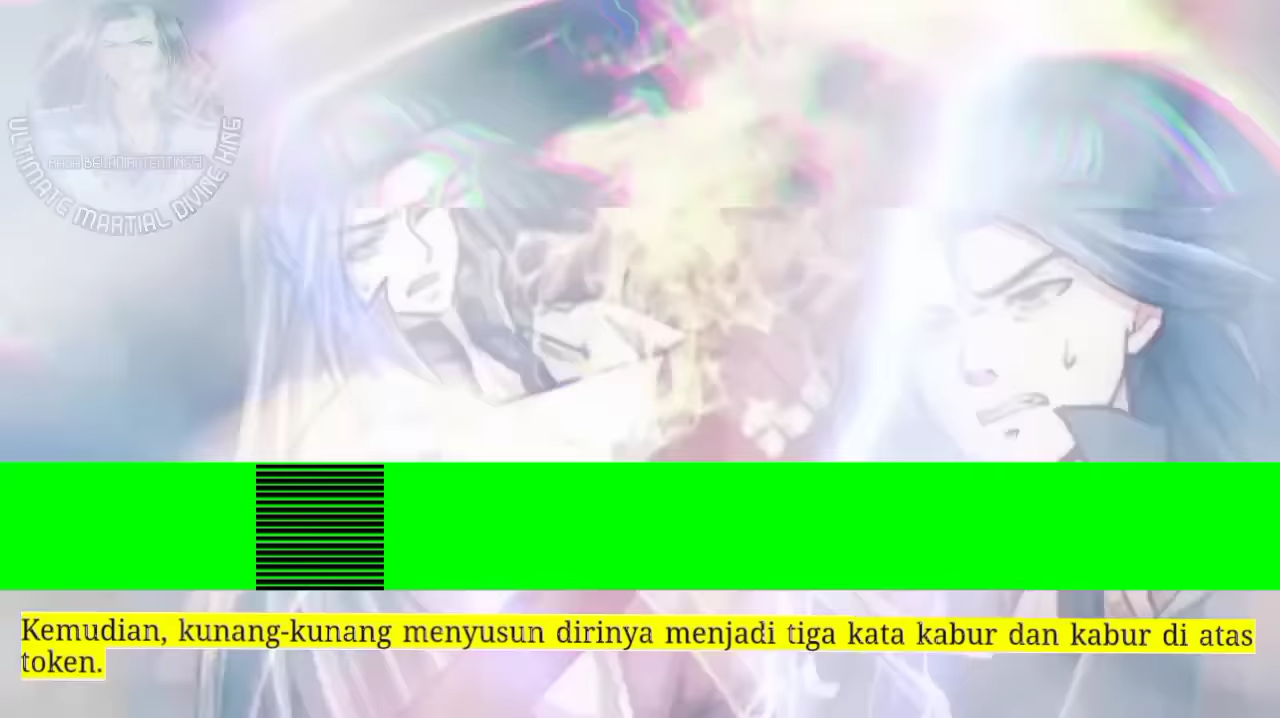 ULTIMATE MARTIAL DIVINE KING
Kemudian, kunang-kunang menyusun dirinya menjadi tiga kata kabur dan kabur di atas
token.